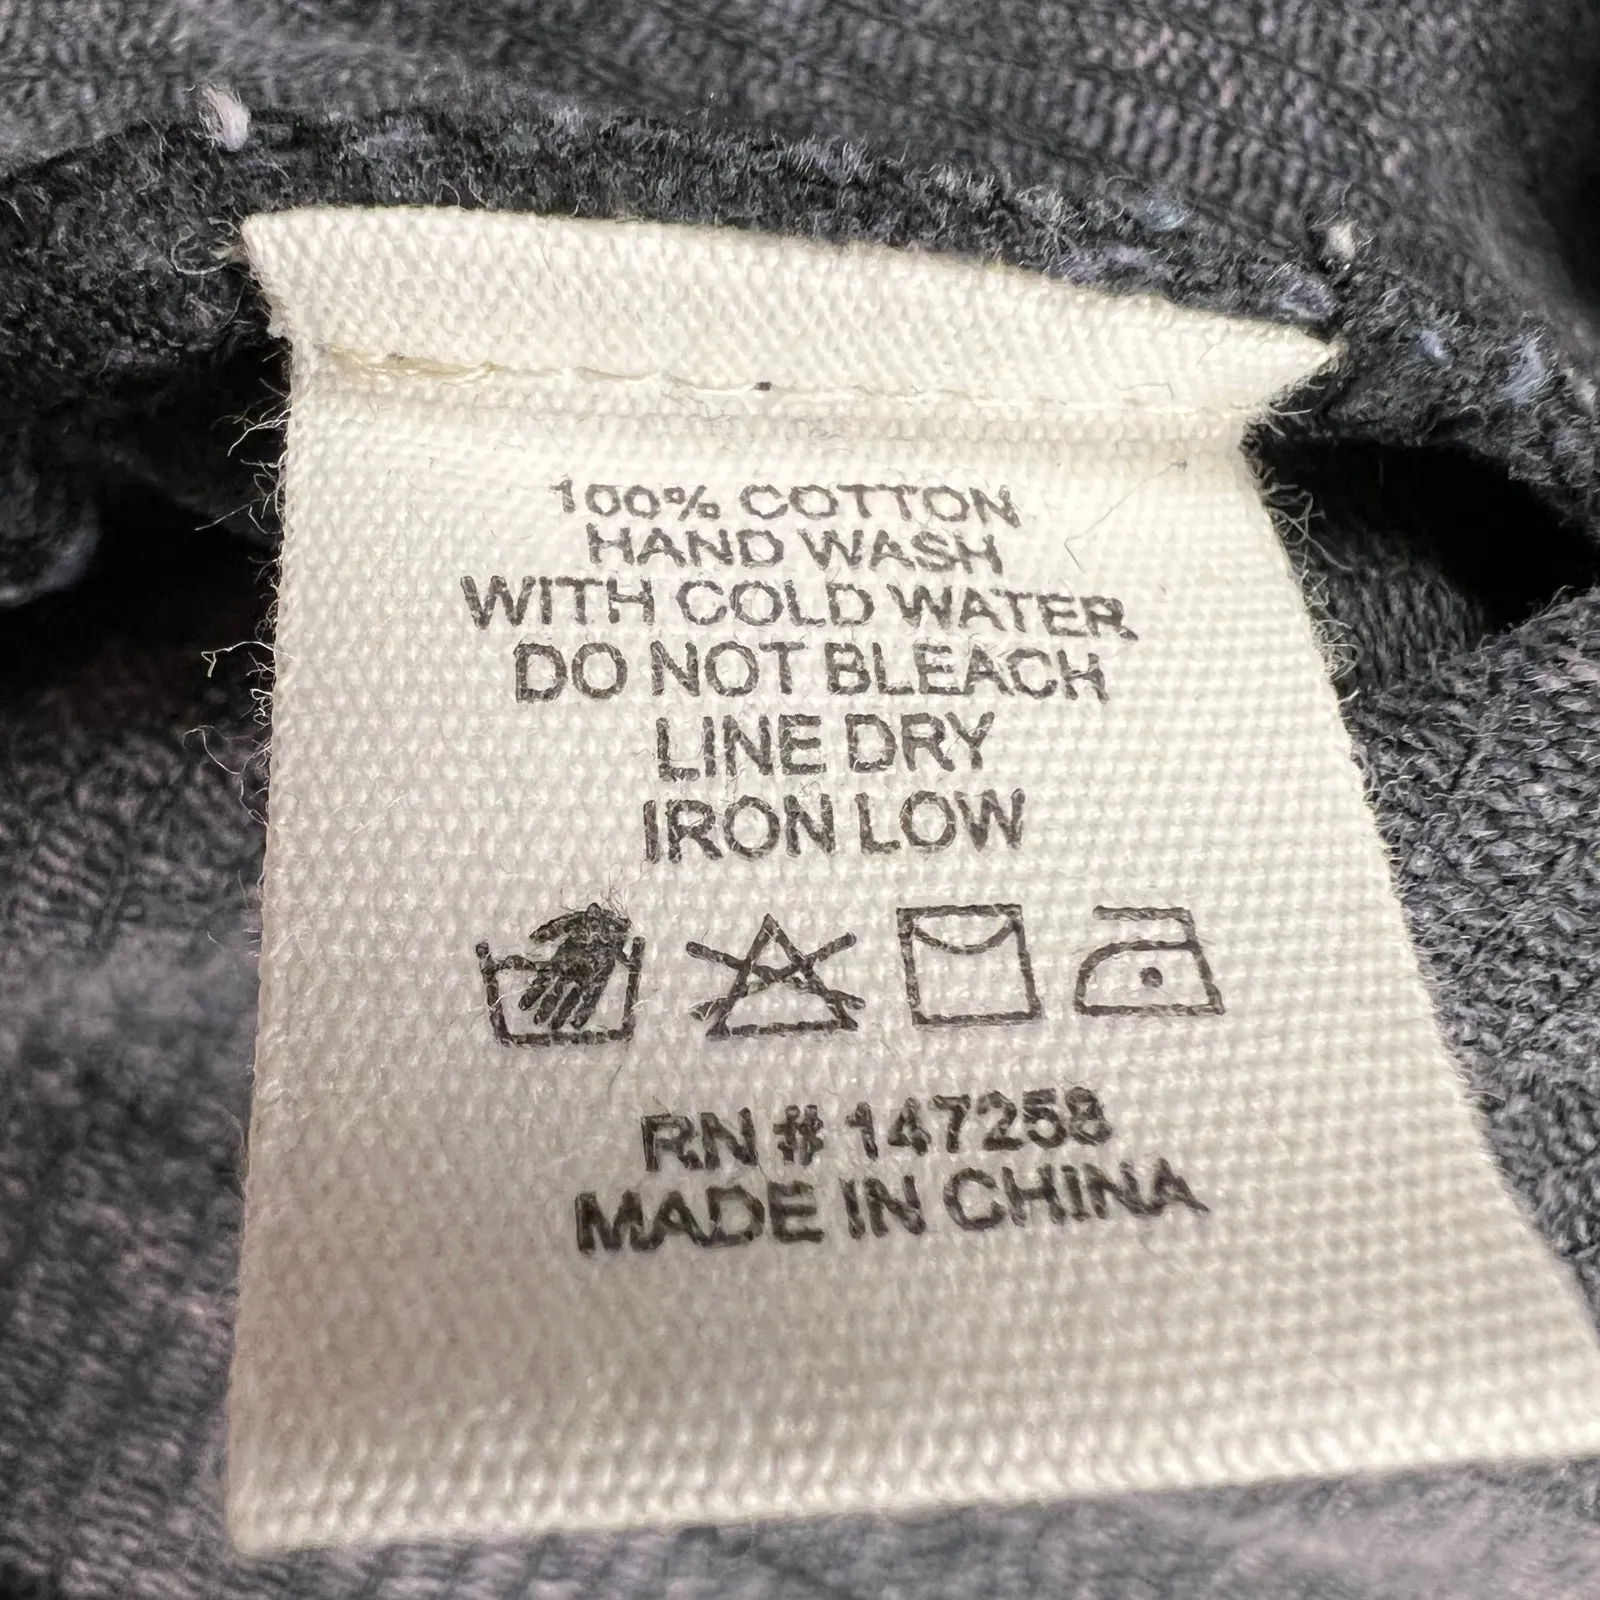 100% COTTON
HAND WASH
WITH COLD WATER
DO NOT BLEACH
LINE DRY
IRON LOW
RN # 147258
MADE IN CHINA